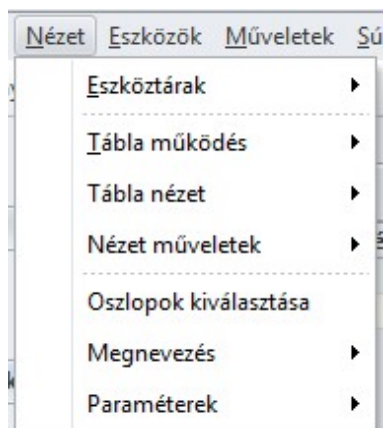 Nézet Eszközök Műveletek Sú
Eszköztárak
Tábla működés
Tábla nézet
Nézet műveletek
Oszlopok kiválasztása
Megnevezés
Paraméterek